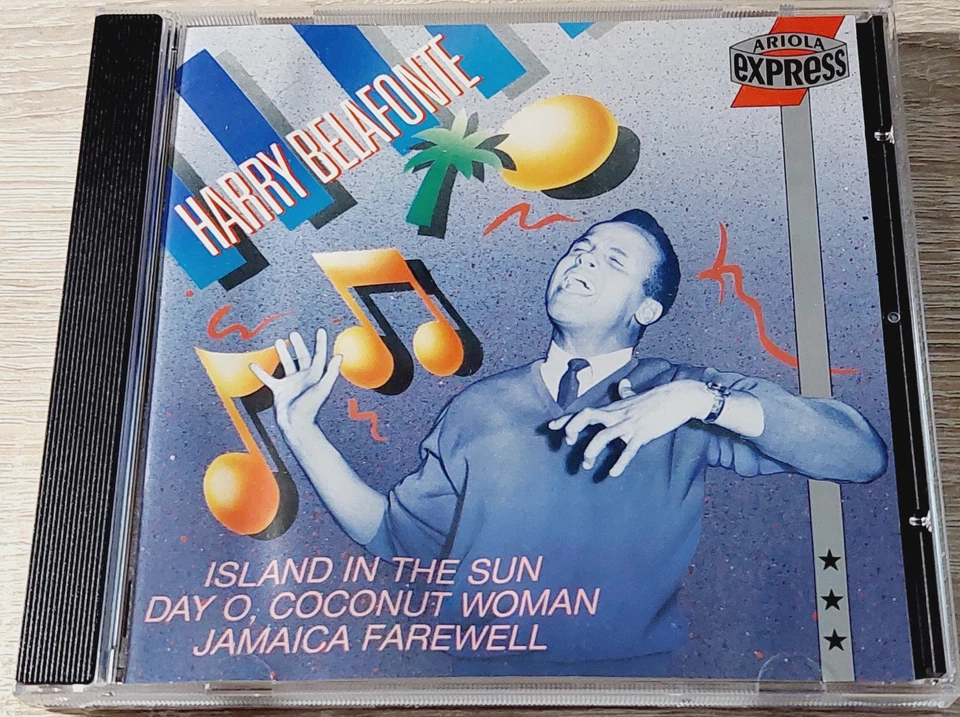 HARRY BELAFONTE
ARIOLA
EXPRESS
ISLAND IN THE SUN
DAY O, COCONUT WOMAN
JAMAICA FAREWELL